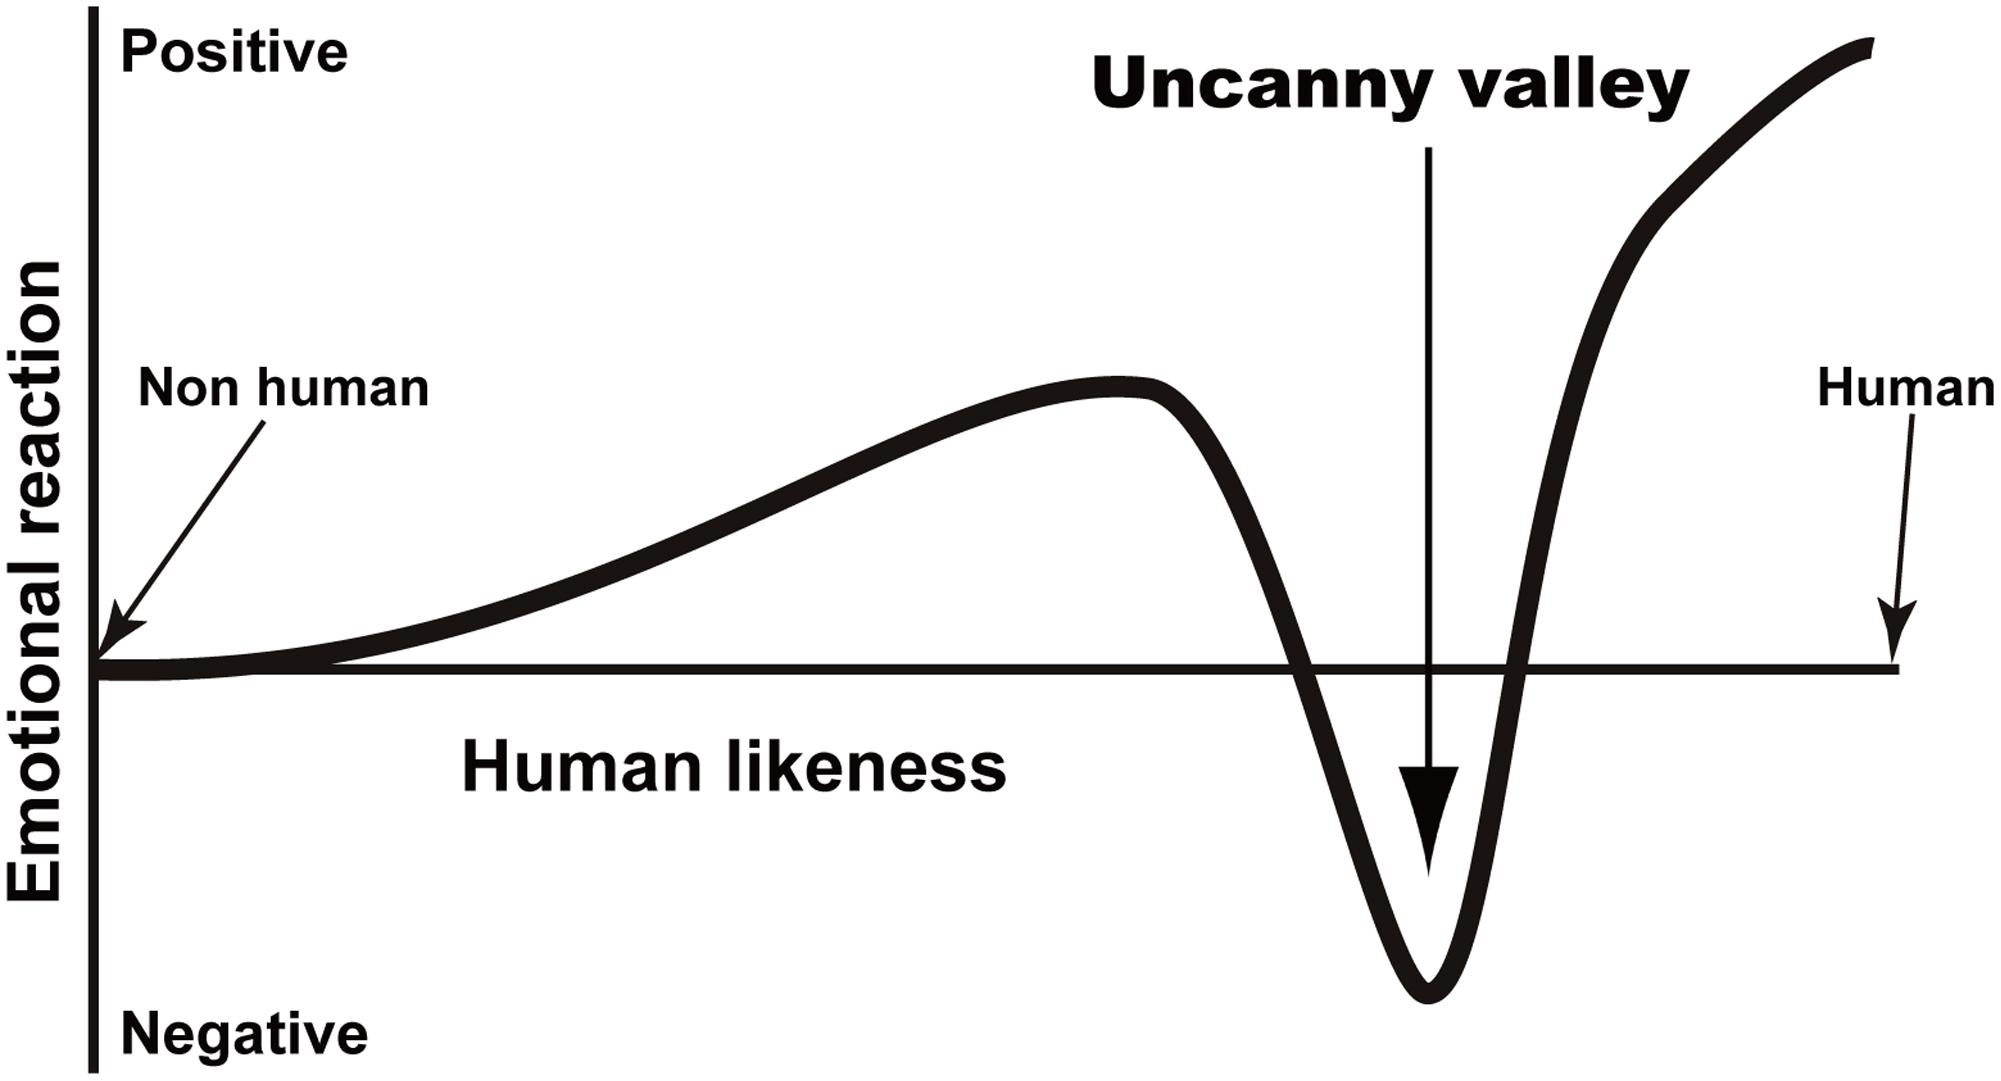 Positive
Uncanny valley
Non human
Human
Emotional reaction
Human likeness
Negative